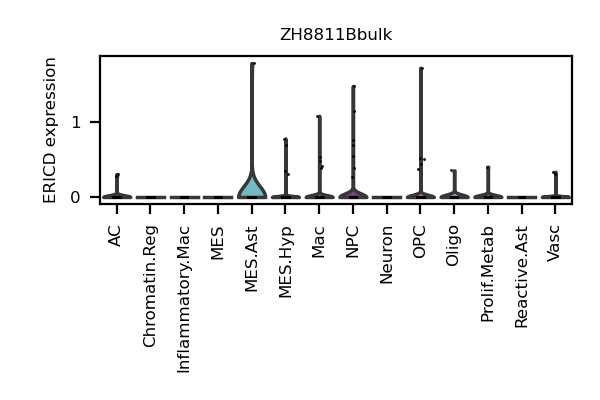 ZH8811Bbulk
ERICD expression
1
0
AC
Chromatin.Reg
Inflammatory.Mac
MES
MES.Ast
MES.Hyp
Mac
NPC
Neuron
OPC
Oligo
Prolif.Metab
Reactive.Ast
Vasc